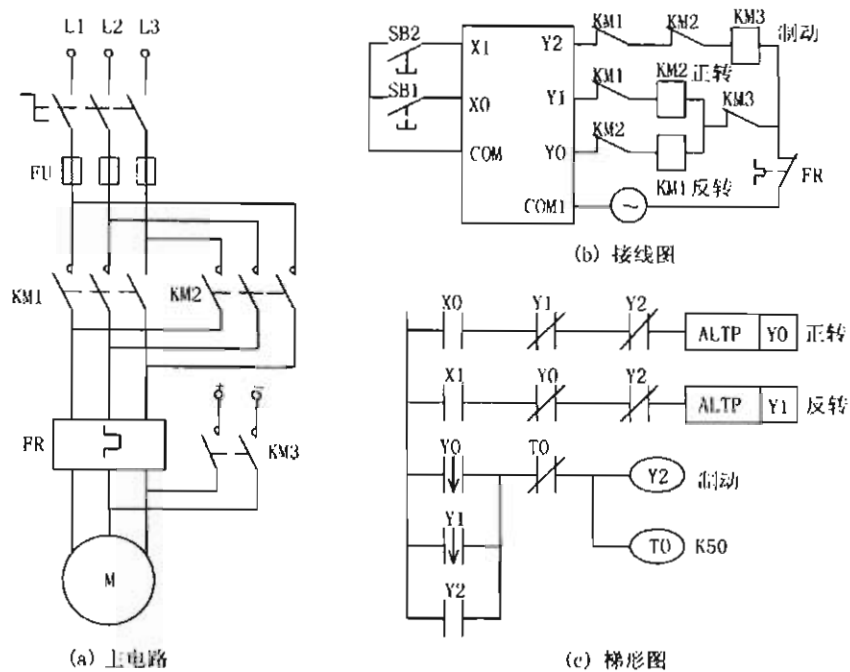 L1 L2 L3
FU
KM1
KM2
FR
+ -
KM3
M
(a) 主电路
SB2
X1
SB1
X0
COM
Y2
Y1
Y0
COM1
KM1
KM2
KM3
制动
KM1
KM2 正转
KM2
KM1 反转
KM3
FR
~
(b) 接线图
X0 Y1 Y2
ALTP Y0 正转
X1 Y0 Y2
ALTP Y1 反转
Y0 T0
Y2 制动
Y1
T0 K50
Y2
(c) 梯形图